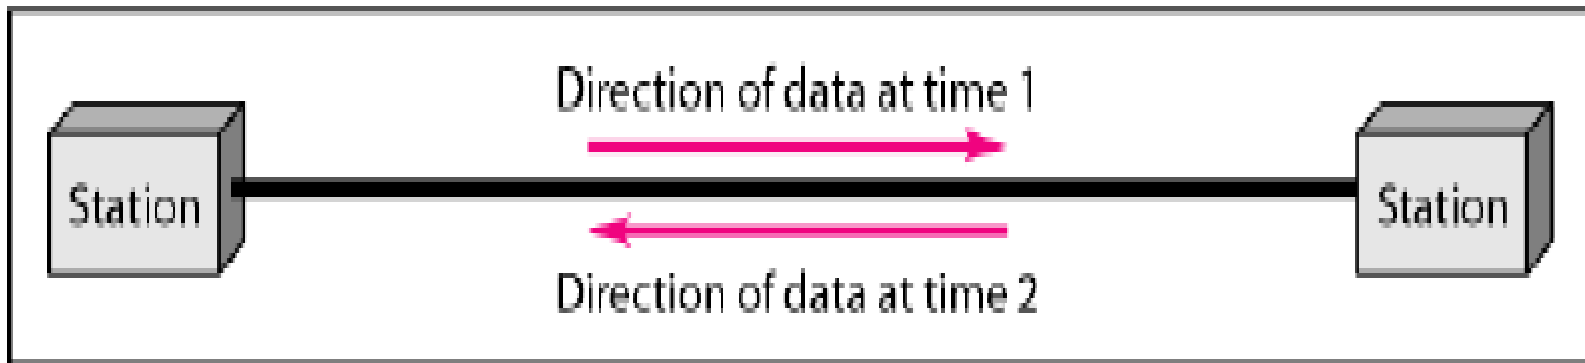 Direction of data at time 1
Station
Station
Direction of data at time 2